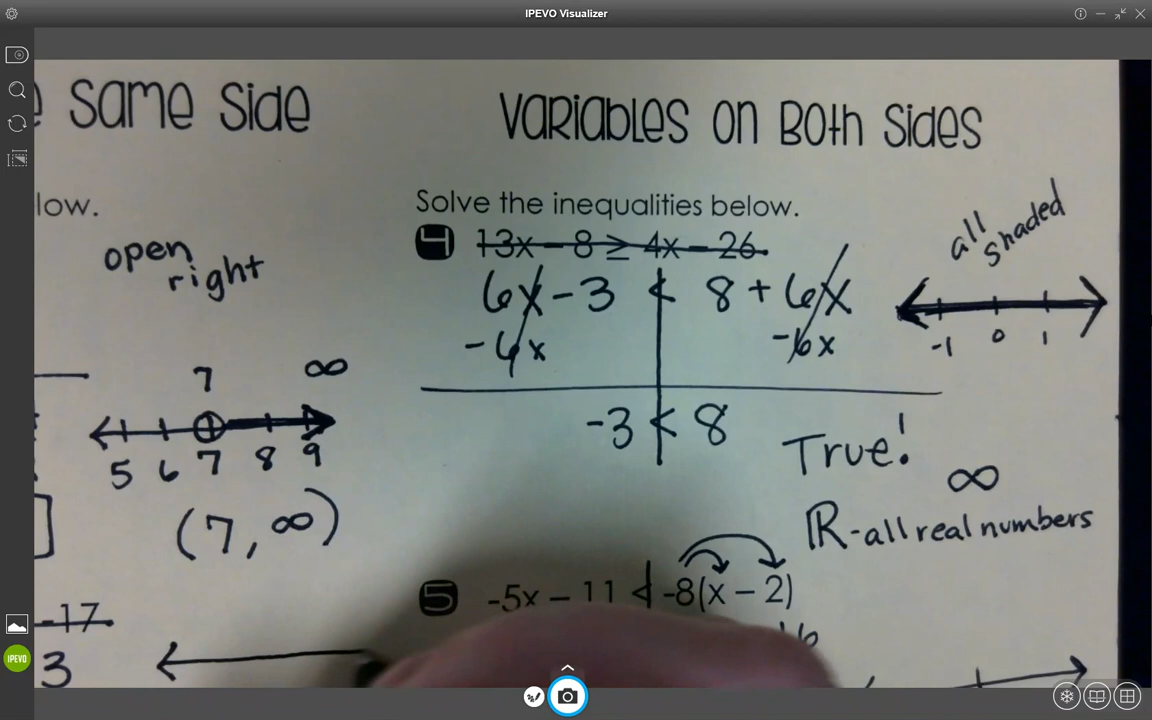 IPEVO Visualizer
e Same Side
Variables on Both Sides
low.
Solve the inequalities below.
open
right
4 13x - 8 ≥ 4x - 26
6x - 3 < 8 + 6x
-6x -6x
-3 < 8
all
shaded
-1 0 1
True!
∞
ℝ-all real numbers
7 ∞
5 6 7 8 9
(7, ∞)
]
5 -5x - 11 < -8(x - 2)
16
-17
3
IPEVO